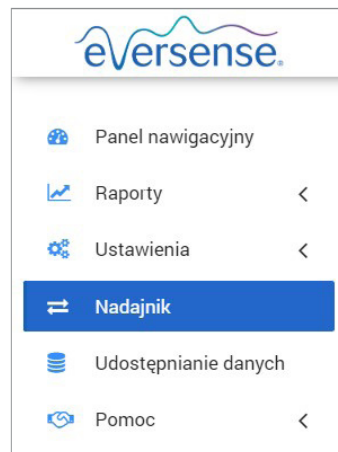 eversense®
Panel nawigacyjny
Raporty
Ustawienia
Nadajnik
Udostępnianie danych
Pomoc